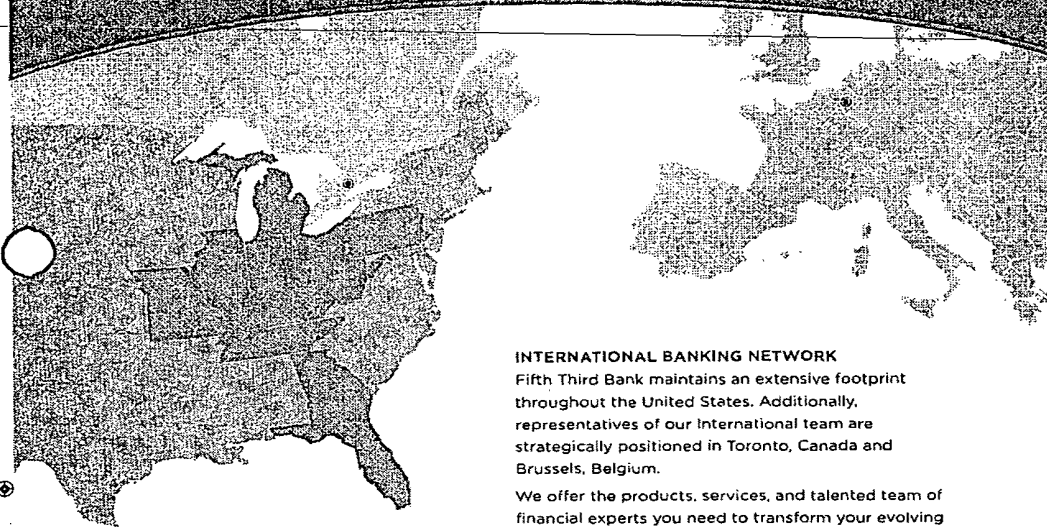 INTERNATIONAL BANKING NETWORK
Fifth Third Bank maintains an extensive footprint
throughout the United States. Additionally,
representatives of our International team are
strategically positioned in Toronto, Canada and
Brussels, Belgium.
We offer the products, services, and talented team of
financial experts you need to transform your evolving